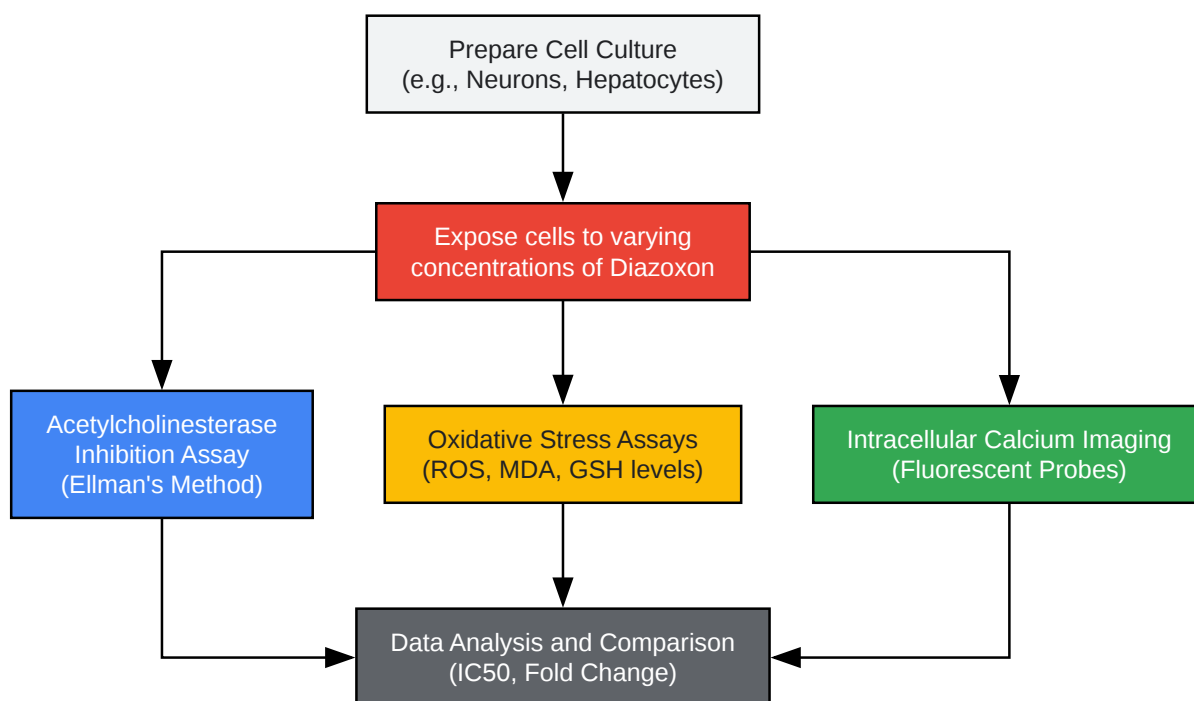 Prepare Cell Culture
(e.g., Neurons, Hepatocytes)
Expose cells to varying
concentrations of Diazoxon
Acetylcholinesterase
Inhibition Assay
(Ellman's Method)
Oxidative Stress Assays
(ROS, MDA, GSH levels)
Intracellular Calcium Imaging
(Fluorescent Probes)
Data Analysis and Comparison
(IC50, Fold Change)